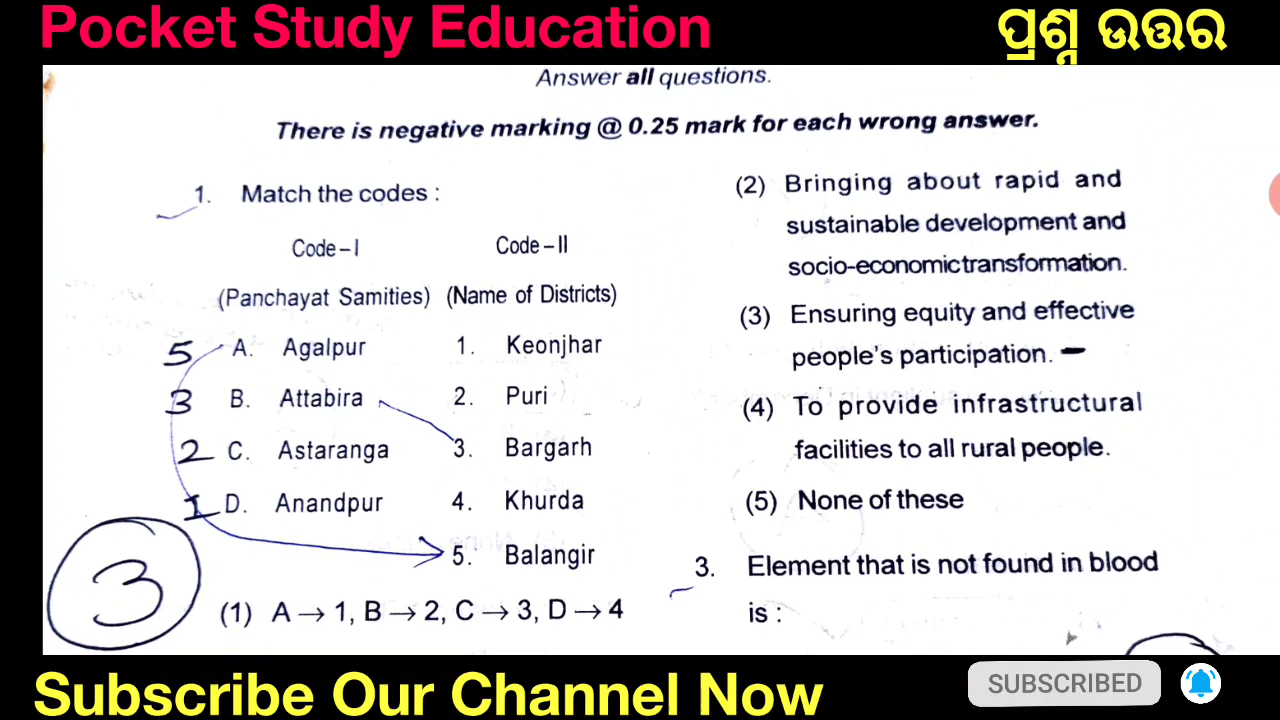 Pocket Study Education
ପ୍ରଶ୍ନ ଉତ୍ତର
Answer all questions.
There is negative marking @ 0.25 mark for each wrong answer.
1. Match the codes :
Code – I Code – II
(Panchayat Samities) (Name of Districts)
5 A. Agalpur 1. Keonjhar
3 B. Attabira 2. Puri
2 C. Astaranga 3. Bargarh
1 D. Anandpur 4. Khurda
5. Balangir
3
(1) A → 1, B → 2, C → 3, D → 4
(2) Bringing about rapid and
sustainable development and
socio-economic transformation.
(3) Ensuring equity and effective
people's participation.
(4) To provide infrastructural
facilities to all rural people.
(5) None of these
3. Element that is not found in blood
is :
Subscribe Our Channel Now
SUBSCRIBED